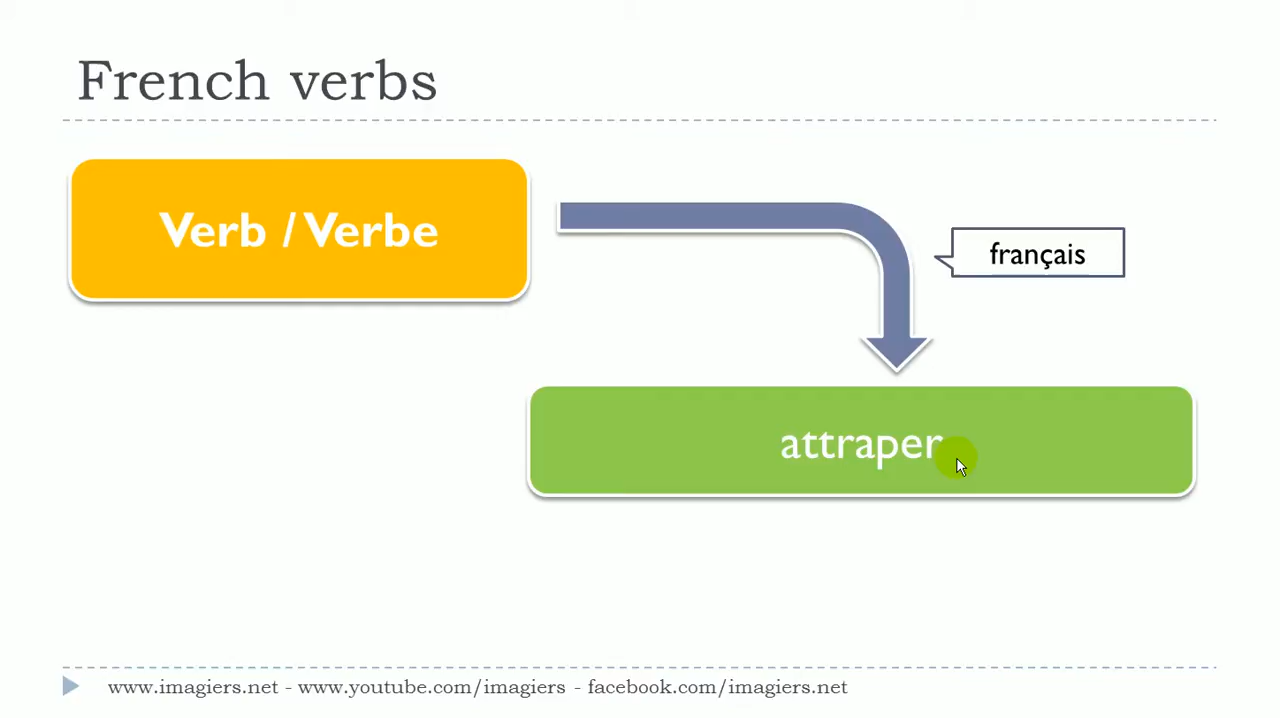 French verbs
Verb / Verbe
français
attraper
www.imagiers.net - www.youtube.com/imagiers - facebook.com/imagiers.net